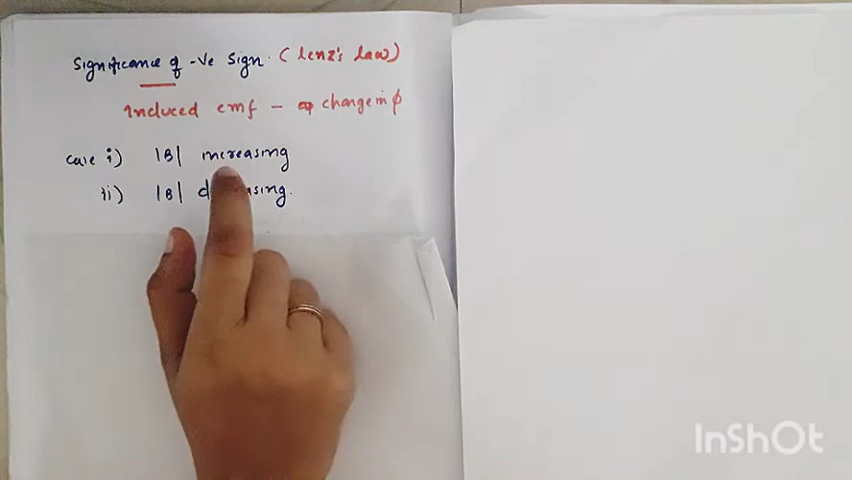 Significance of -ve sign. (lenz's law)
Induced emf - change in φ
case i) |B| increasing
ii) |B|
InShOt